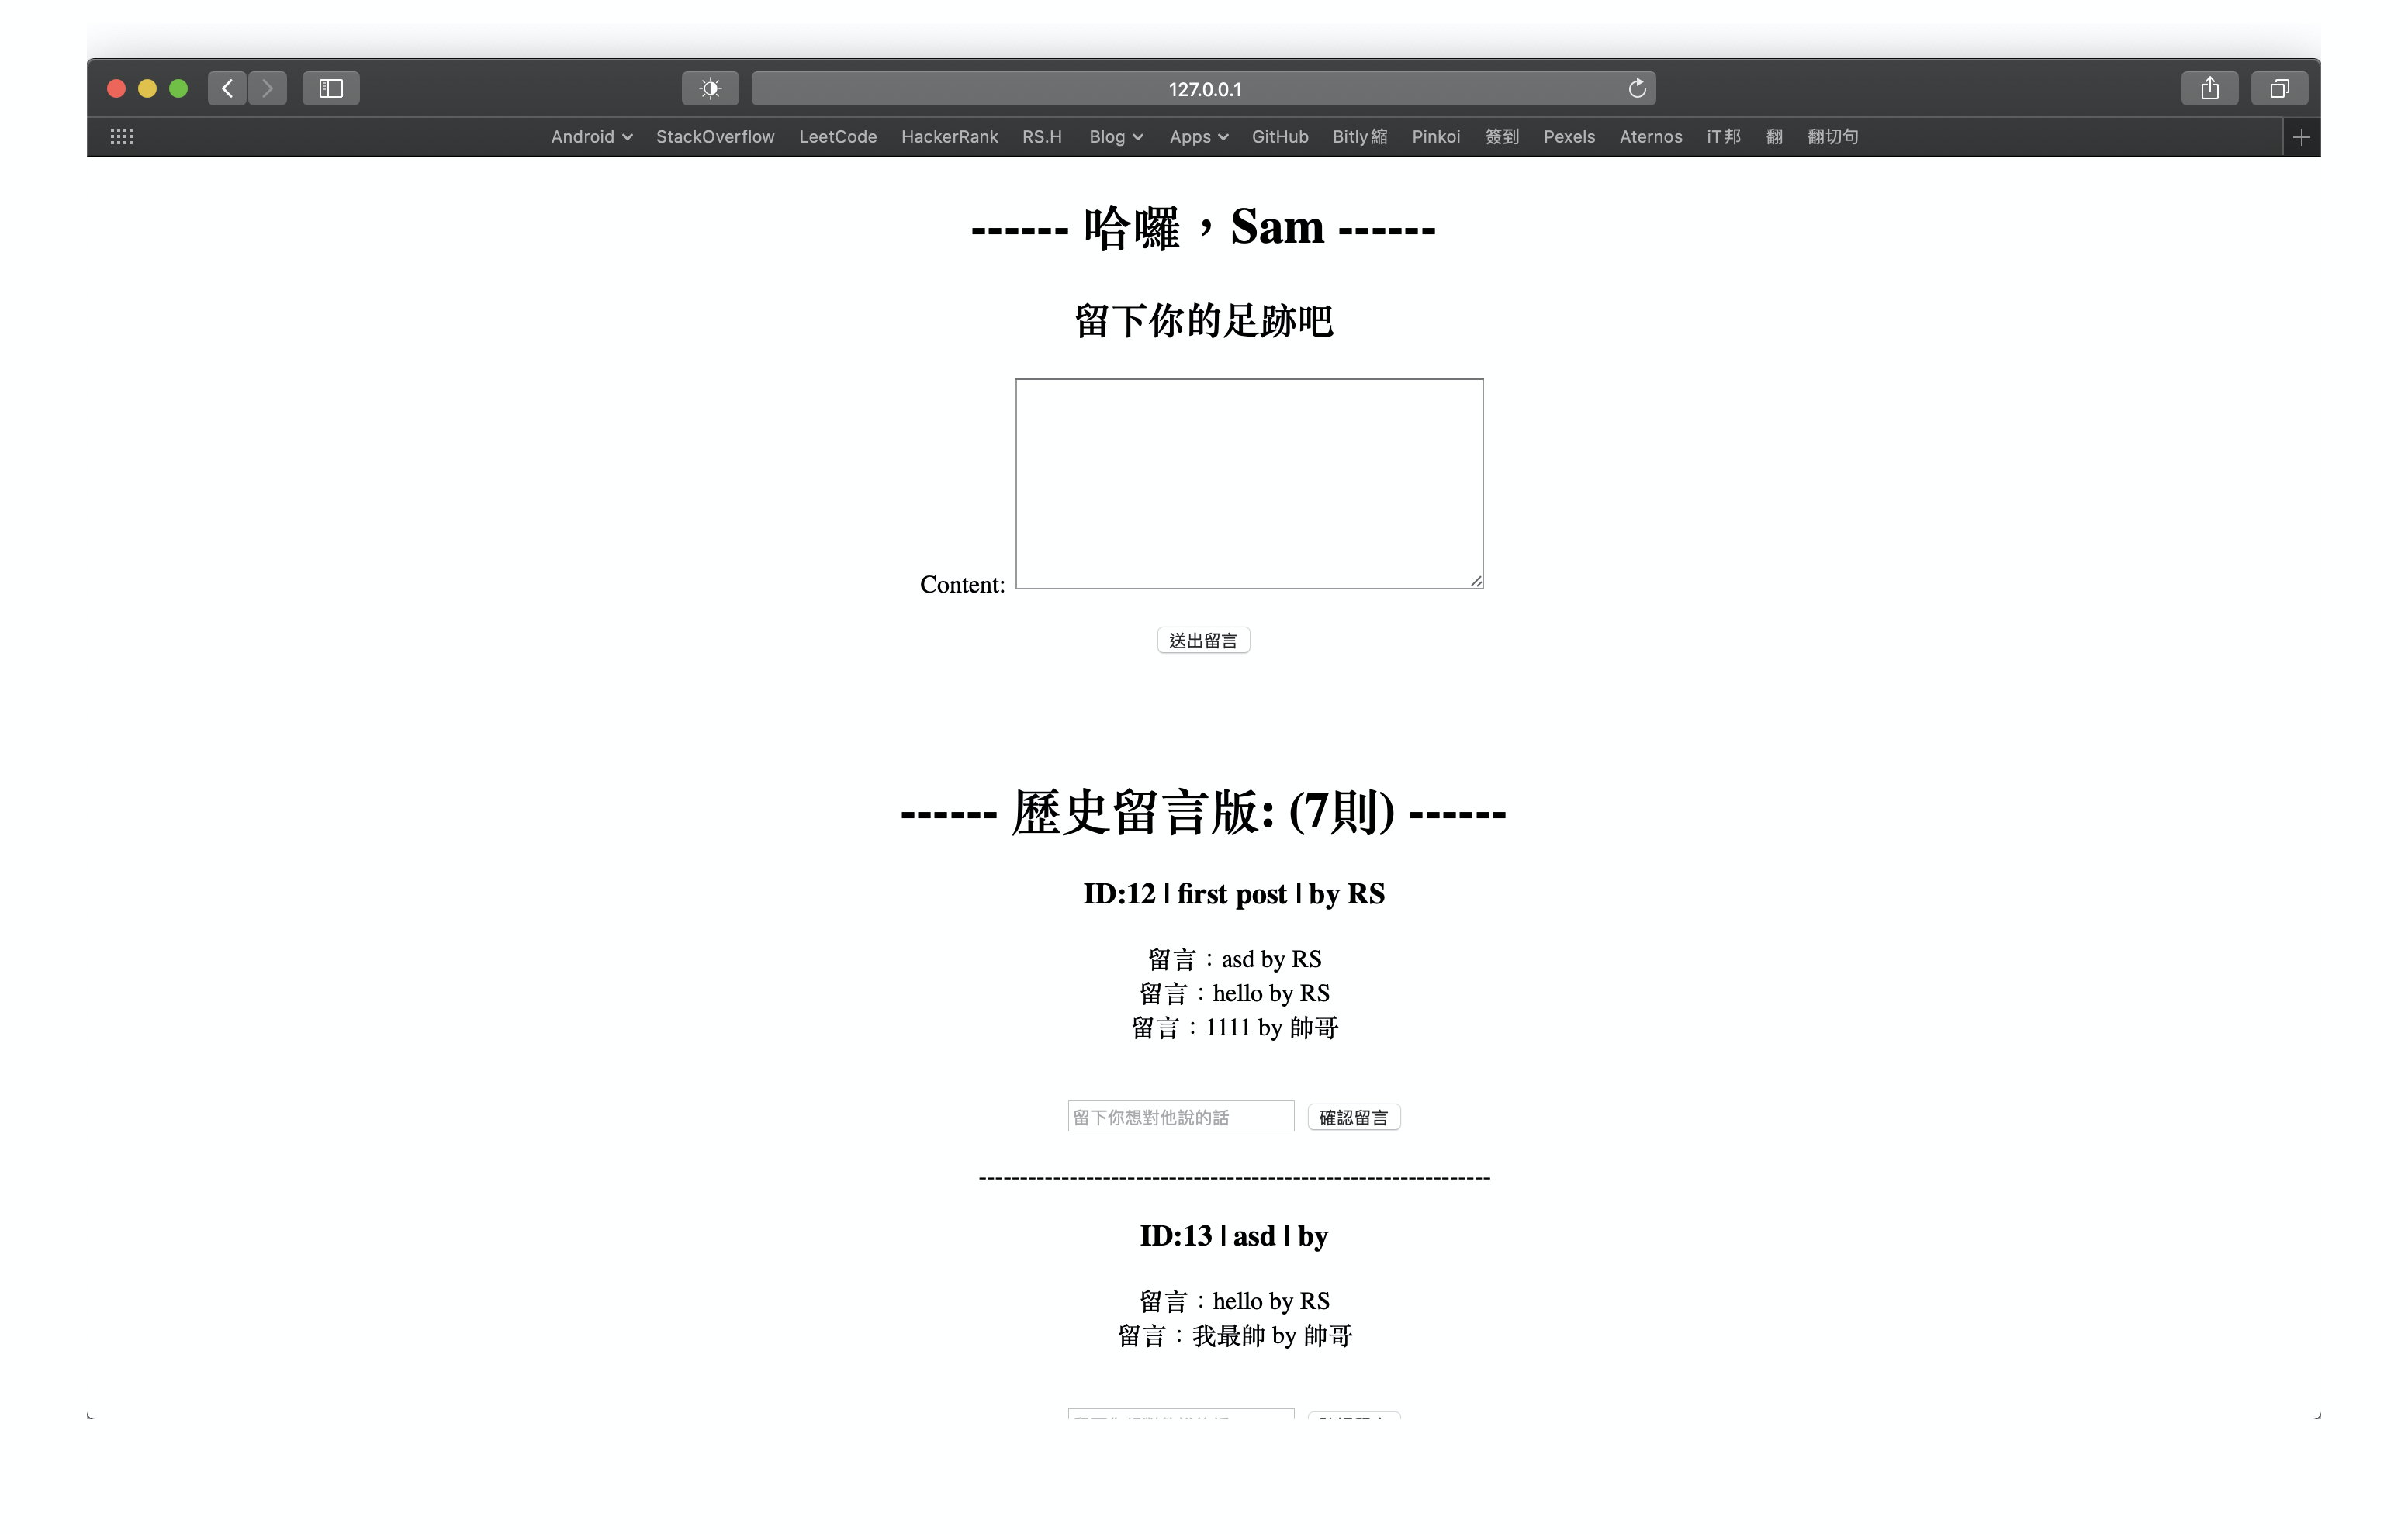 127.0.0.1
Android StackOverflow LeetCode HackerRank RS.H Blog Apps GitHub Bitly縮 Pinkoi 簽到 Pexels Aternos iT邦 翻 翻切句
------ 哈囉，Sam ------
留下你的足跡吧
Content:
送出留言
------ 歷史留言版: (7則) ------
ID:12 | first post | by RS
留言：asd by RS
留言：hello by RS
留言：1111 by 帥哥
留下你想對他說的話 確認留言
--------------------------------------------------------------
ID:13 | asd | by
留言：hello by RS
留言：我最帥 by 帥哥